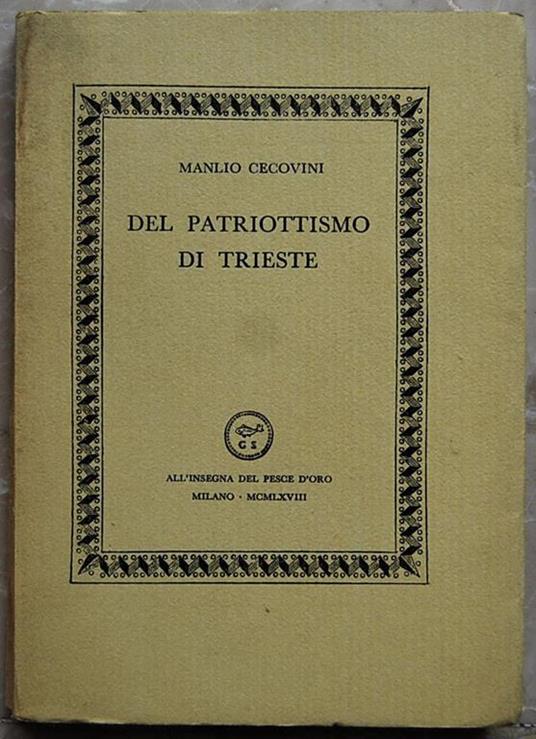 MANLIO CECOVINI
DEL PATRIOTTISMO
DI TRIESTE
G S
ALL'INSEGNA DEL PESCE D'ORO
MILANO · MCMLXVIII